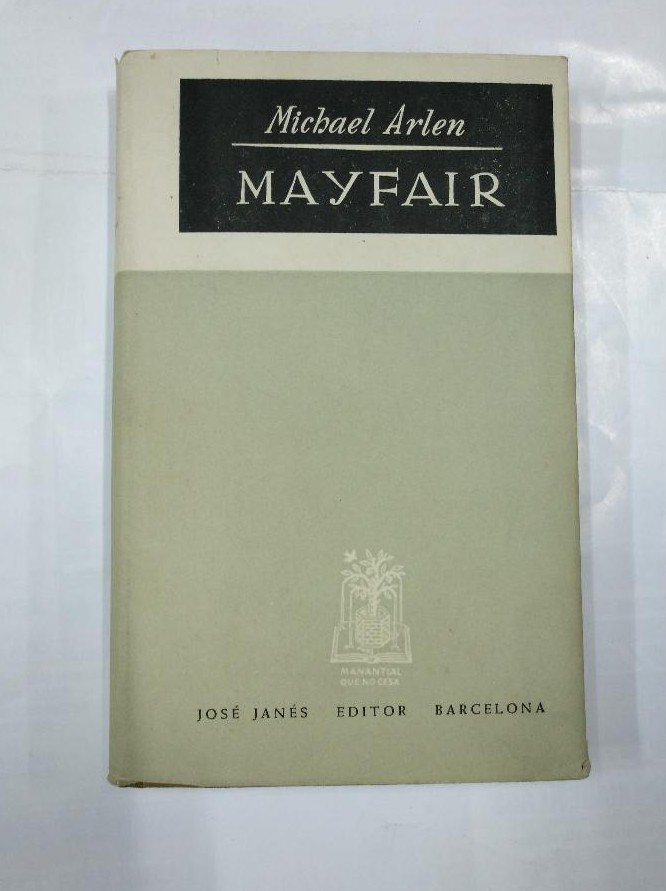 Michael Arlen
MAYFAIR
MANANTIAL
QUE NO CESA
JOSÉ JANÉS EDITOR BARCELONA